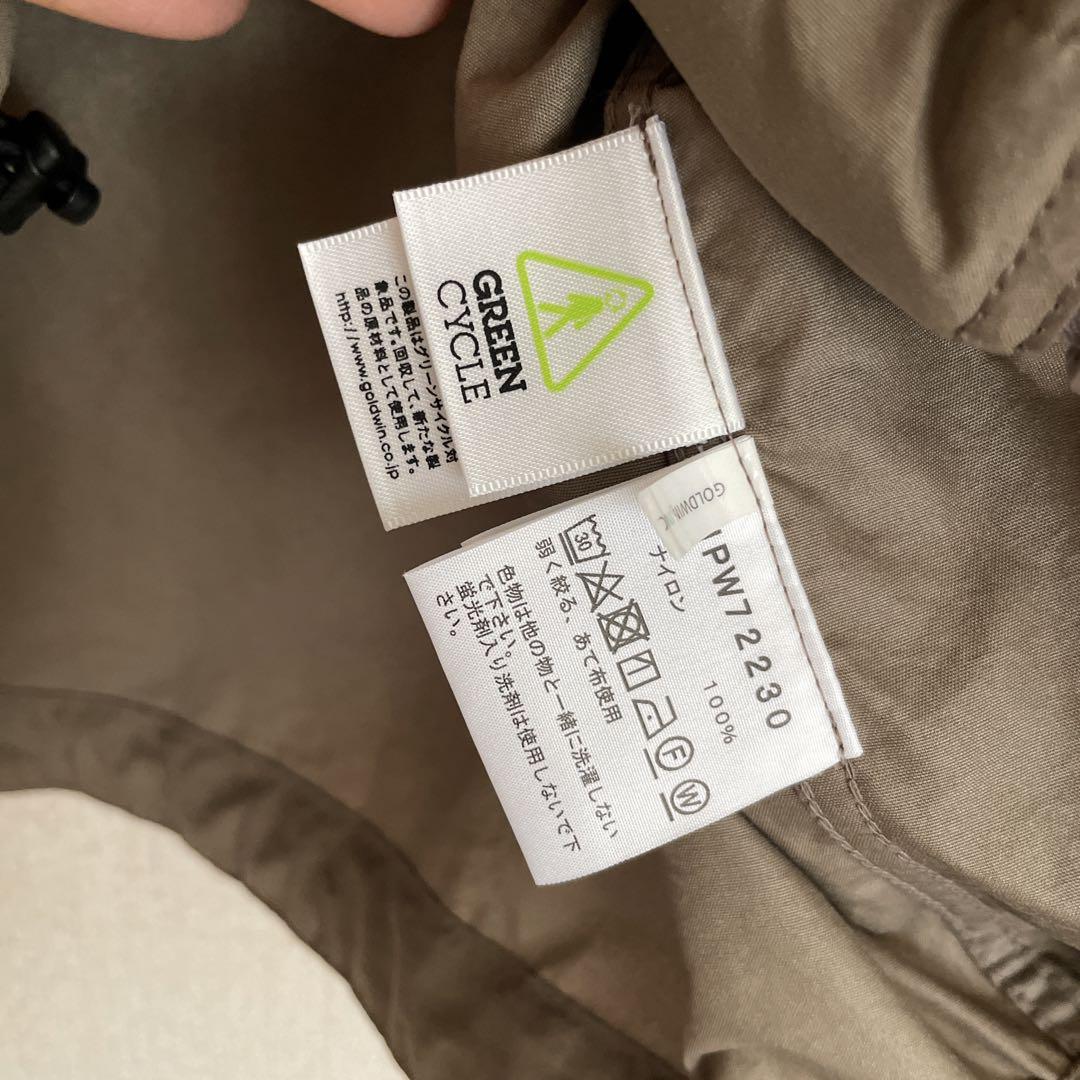 GREEN
CYCLE
この製品はグリーンサイクル対
象品です。回収して、新たな製
品の原材料として使用します。
http://www.goldwin.co.jp
GOLDWIN
PW72230
ナイロン 100%
30
F
W
弱く絞る、あて布使用
色物は他の物と一緒に洗濯しない
で下さい。
蛍光剤入り洗剤は使用しないで下
さい。